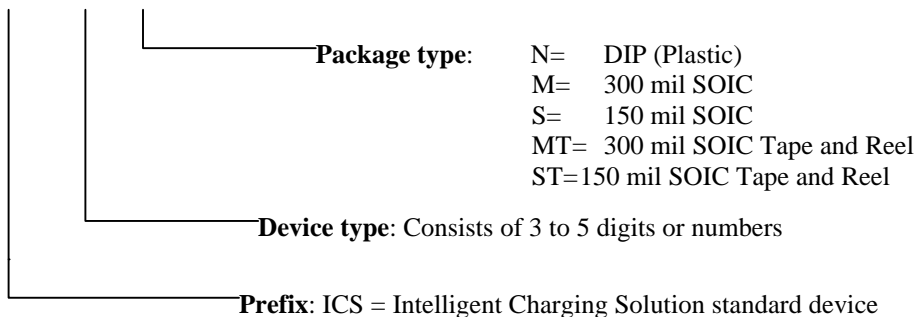 Package type: N= DIP (Plastic)
M= 300 mil SOIC
S= 150 mil SOIC
MT= 300 mil SOIC Tape and Reel
ST=150 mil SOIC Tape and Reel
Device type: Consists of 3 to 5 digits or numbers
Prefix: ICS = Intelligent Charging Solution standard device